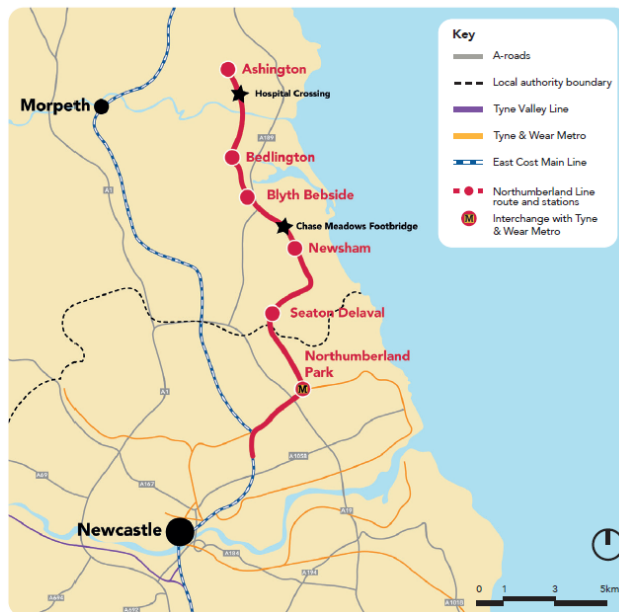 Key
A-roads
Local authority boundary
Tyne Valley Line
Tyne & Wear Metro
East Cost Main Line
Northumberland Line
route and stations
M
Interchange with Tyne
& Wear Metro
Ashington
Hospital Crossing
Morpeth
A189
Bedlington
A1
Blyth Bebside
Chase Meadows Footbridge
Newsham
Seaton Delaval
Northumberland
Park
M
A1
A1058
A69
A167
A19
Newcastle
A184
A194
0 1 3 5km